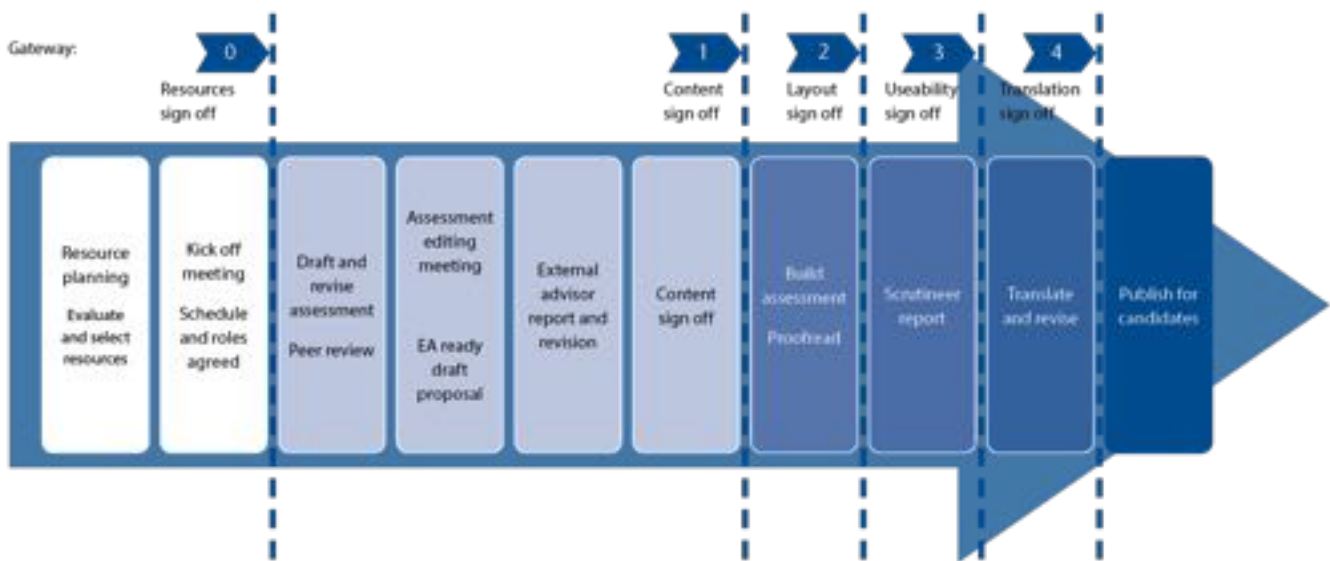 Gateway:
0
Resources
sign off
1
Content
sign off
2
Layout
sign off
3
Useability
sign off
4
Translation
sign off
Resource
planning
Evaluate
and select
resources
Kick off
meeting
Schedule
and roles
agreed
Draft and
revise
assessment
Peer review
Assessment
editing
meeting
EA ready
draft
proposal
External
advisor
report and
revision
Content
sign off
Build
assessment
Proofread
Scrutineer
report
Translate
and revise
Publish for
candidates